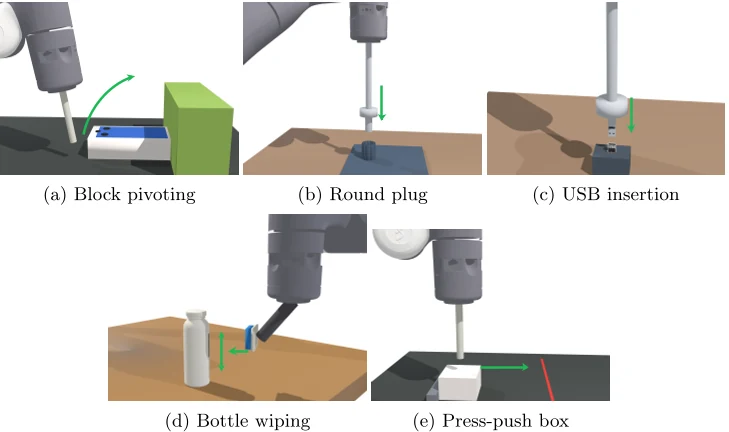 (a) Block pivoting
(b) Round plug
(c) USB insertion
(d) Bottle wiping
(e) Press-push box